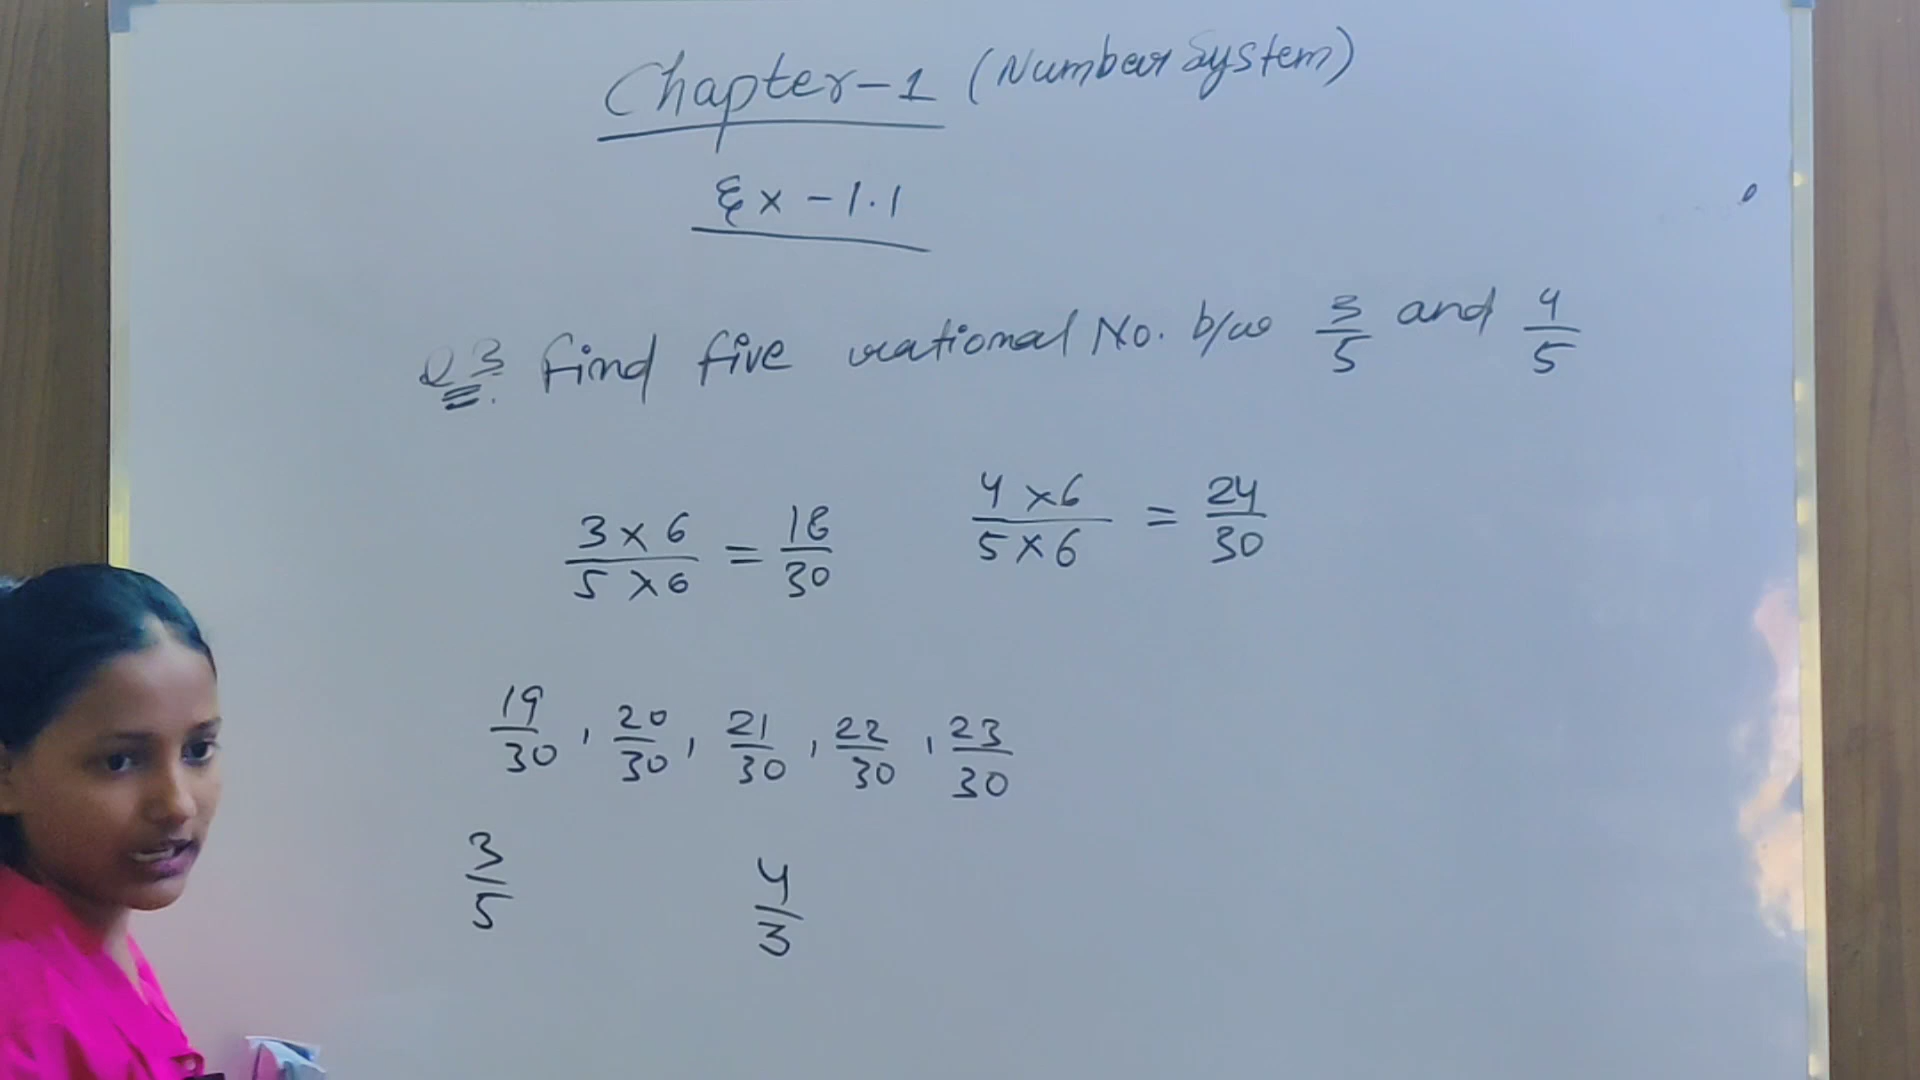 Chapter-1 (Number System)
Ex - 1.1
Q3. Find five rational No. b/w 3/5 and 4/5
3 × 6 / 5 × 6 = 18/30 4 × 6 / 5 × 6 = 24/30
19/30, 20/30, 21/30, 22/30, 23/30
3/5 4/3